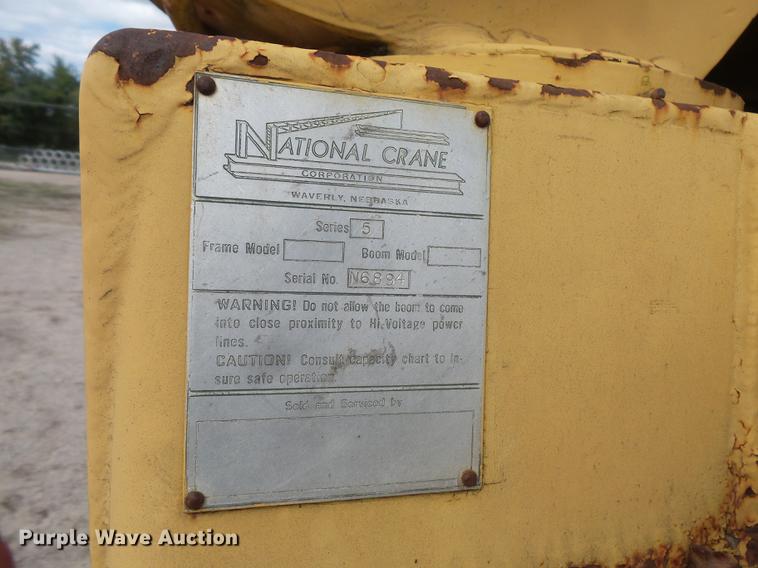 NATIONAL CRANE
CORPORATION
WAVERLY, NEBRASKA
Series 5
Frame Model Boom Model
Serial No. N6894
WARNING! Do not allow the boom to come
into close proximity to Hi.Voltage power
lines.
CAUTION! Consult capacity chart to in-
sure safe operation.
Sold and Serviced by
Purple Wave Auction